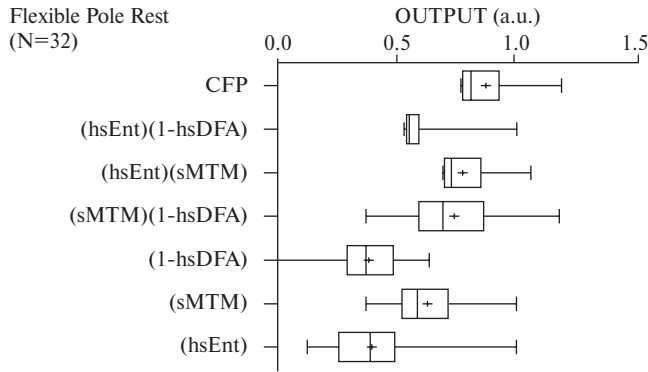 Flexible Pole Rest
(N=32)
OUTPUT (a.u.)
0.0 0.5 1.0 1.5
CFP
(hsEnt)(1-hsDFA)
(hsEnt)(sMTM)
(sMTM)(1-hsDFA)
(1-hsDFA)
(sMTM)
(hsEnt)